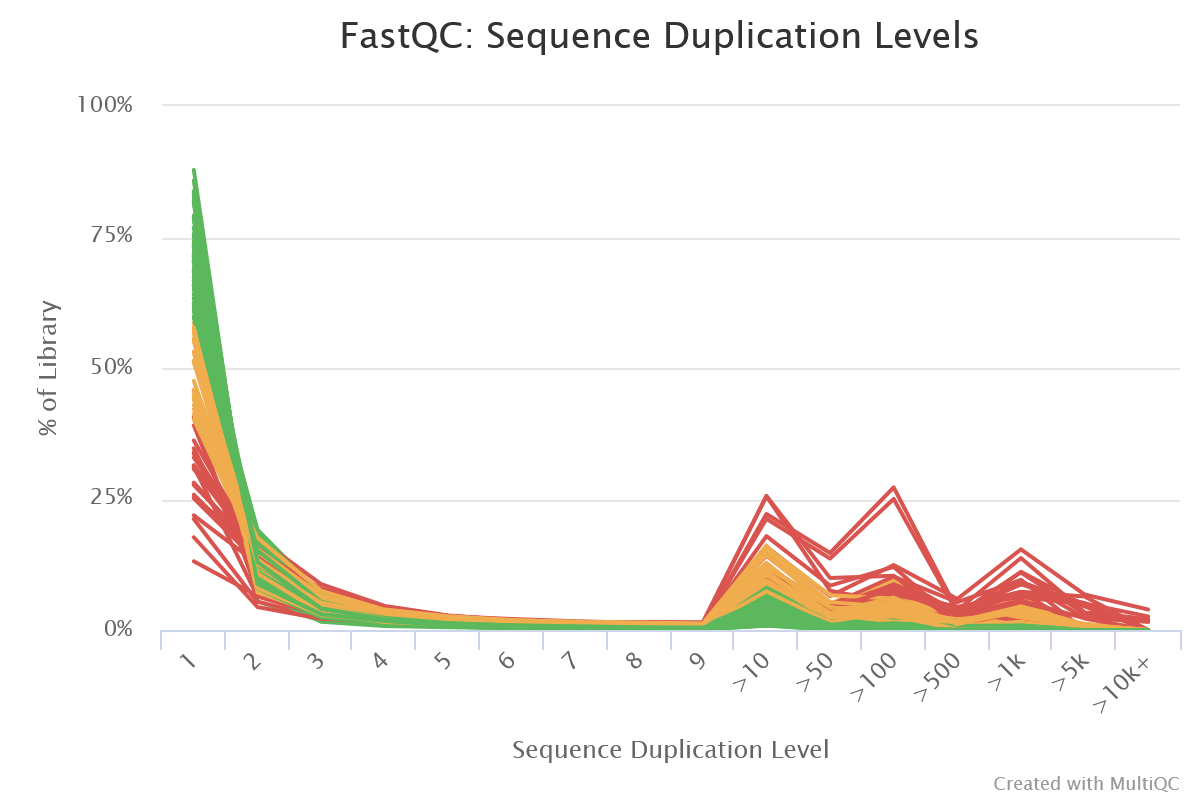 FastQC: Sequence Duplication Levels
% of Library
100%
75%
50%
25%
0%
1
2
3
4
5
6
7
8
9
>10
>50
>100
>500
>1k
>5k
>10k+
Sequence Duplication Level
Created with MultiQC